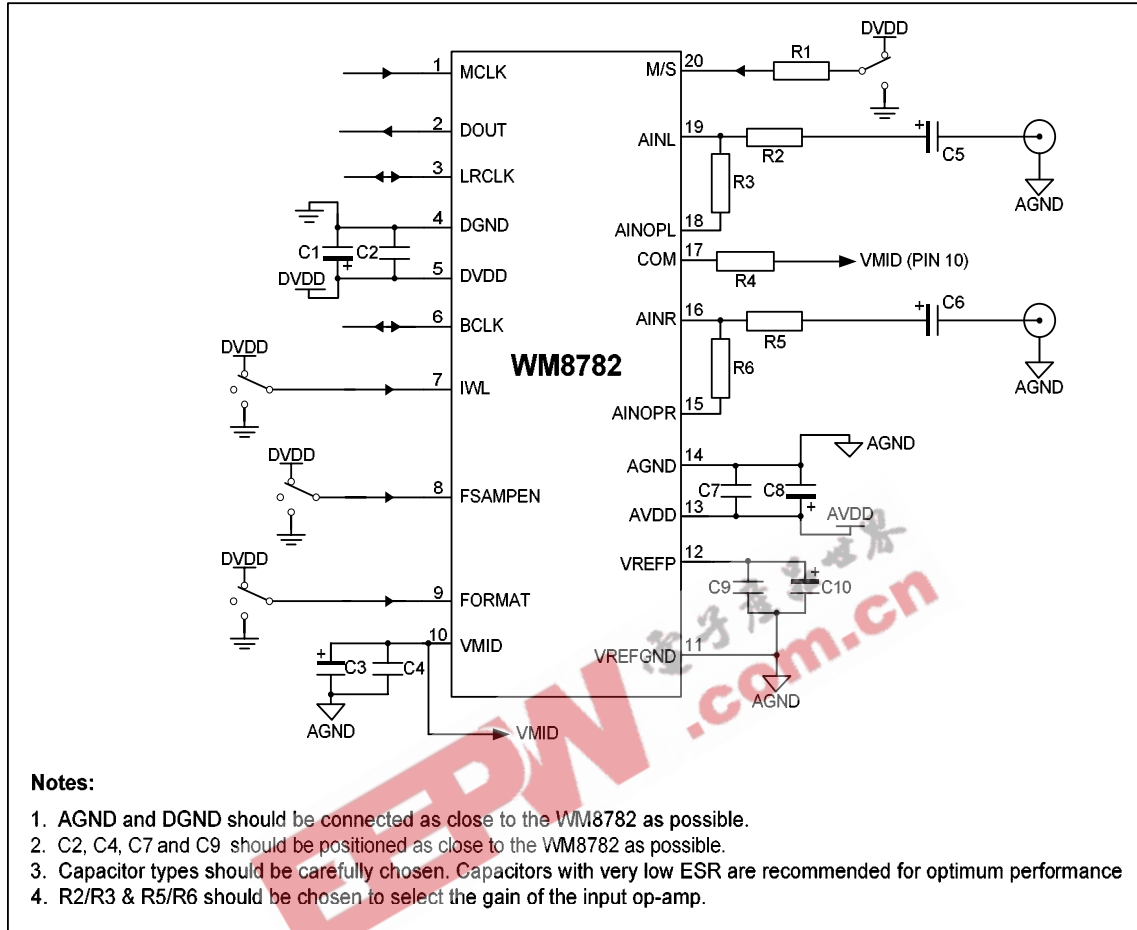 DVDD
R1
1 MCLK
M/S 20
2 DOUT
AINL 19
R2
C5
+
3 LRCLK
R3
AGND
4 DGND
AINOPL 18
C1 C2
+
COM 17
R4
VMID (PIN 10)
5 DVDD
DVDD
6 BCLK
AINR 16
R5
C6
+
DVDD
WM8782
R6
AGND
7 IWL
AINOPR 15
AGND
AGND 14
DVDD
8 FSAMPEN
C7 C8
+
AVDD 13
AVDD
VREFP 12
DVDD
C9 C10
+
9 FORMAT
10 VMID
+
C3 C4
VREFGND 11
AGND
AGND
VMID
電子産品世界
EEPW.com.cn
Notes:
1. AGND and DGND should be connected as close to the WM8782 as possible.
2. C2, C4, C7 and C9 should be positioned as close to the WM8782 as possible.
3. Capacitor types should be carefully chosen. Capacitors with very low ESR are recommended for optimum performance
4. R2/R3 & R5/R6 should be chosen to select the gain of the input op-amp.